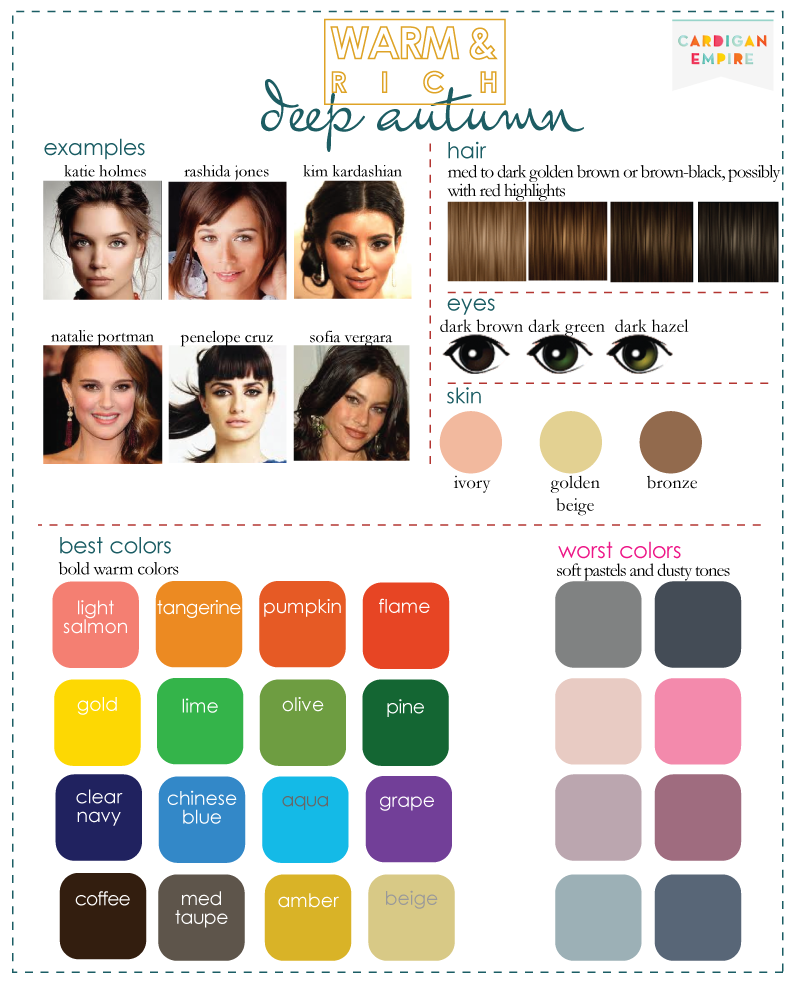 WARM &
RICH
deep autumn
CARDIGAN
EMPIRE
examples
katie holmes
rashida jones
kim kardashian
natalie portman
penelope cruz
sofia vergara
hair
med to dark golden brown or brown-black, possibly
with red highlights
eyes
dark brown
dark green
dark hazel
skin
ivory
golden
beige
bronze
best colors
bold warm colors
light
salmon
tangerine
pumpkin
flame
gold
lime
olive
pine
clear
navy
chinese
blue
aqua
grape
coffee
med
taupe
amber
beige
worst colors
soft pastels and dusty tones